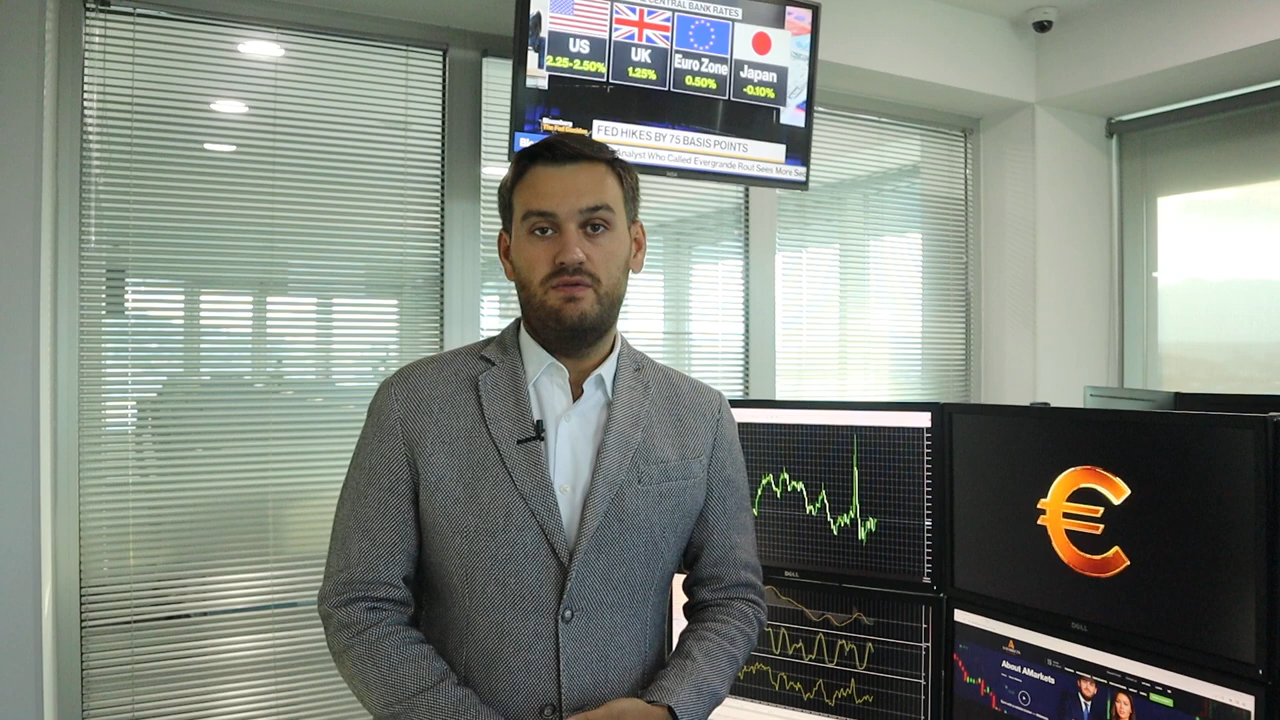 CENTRAL BANK RATES
US
UK
Euro Zone
Japan
2.25-2.50%
1.25%
0.50%
-0.10%
FED HIKES BY 75 BASIS POINTS
Analyst Who Called Evergrande Rout Sees More
€
DELL
DELL
About AMarkets